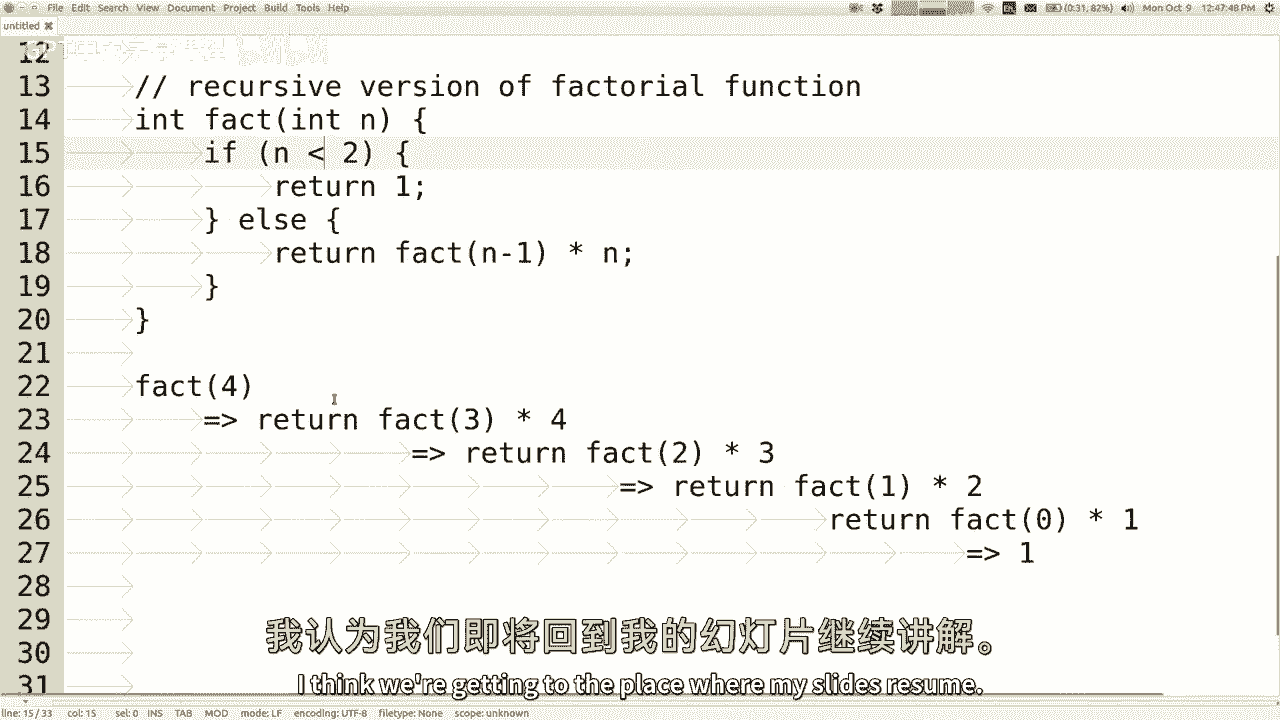 File Edit Search View Document Project Build Tools Help (0:31, 82%) Mon Oct 9 12:47:48 PM
untitled
12
13 // recursive version of factorial function
14 int fact(int n) {
15 if (n < 2) {
16 return 1;
17 } else {
18 return fact(n-1) * n;
19 }
20 }
21
22 fact(4)
23 => return fact(3) * 4
24 => return fact(2) * 3
25 => return fact(1) * 2
26 return fact(0) * 1
27 => 1
28
29
30
31
我认为我们即将回到我的幻灯片继续讲解。
I think we're getting to the place where my slides resume.
line: 15 / 33 col: 15 sel: 0 INS TAB MOD mode: LF encoding: UTF-8 filetype: None scope: unknown